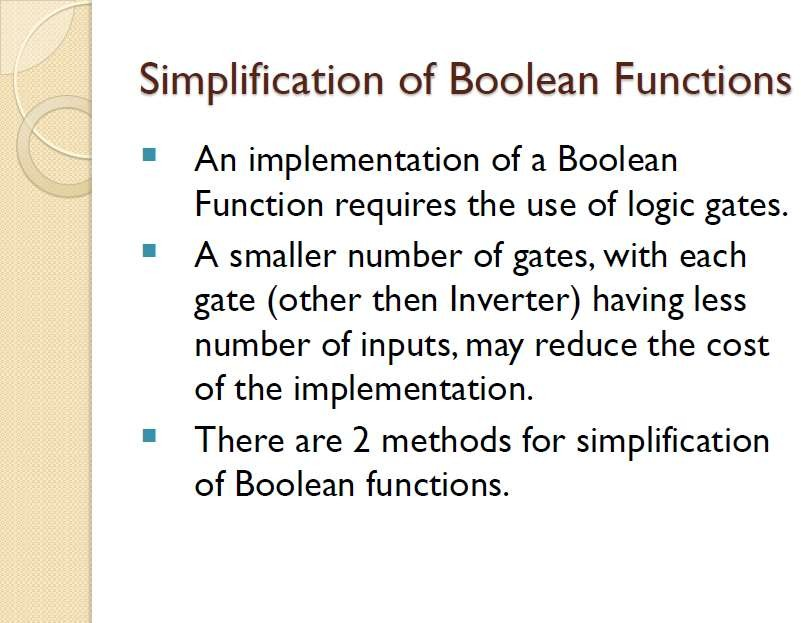 Simplification of Boolean Functions
An implementation of a Boolean
Function requires the use of logic gates.
A smaller number of gates, with each
gate (other then Inverter) having less
number of inputs, may reduce the cost
of the implementation.
There are 2 methods for simplification
of Boolean functions.